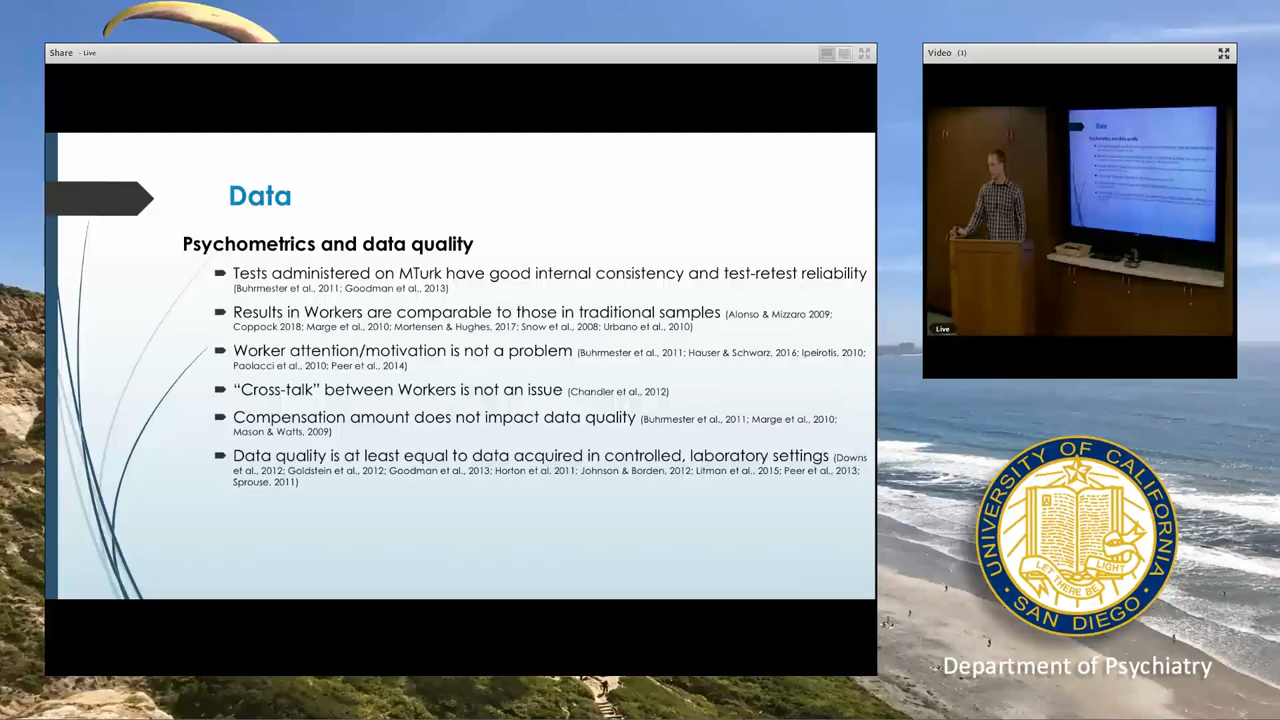 Share - Live
Video (1)
Data
Psychometrics and data quality
Tests administered on MTurk have good internal consistency and test-retest reliability
(Buhrmester et al., 2011; Goodman et al., 2013)
Results in Workers are comparable to those in traditional samples (Alonso & Mizzaro 2009;
Coppock 2018; Marge et al., 2010; Mortensen & Hughes, 2017; Snow et al., 2008; Urbano et al., 2010)
Worker attention/motivation is not a problem (Buhrmester et al., 2011; Hauser & Schwarz, 2016; Ipeirotis, 2010;
Paolacci et al., 2010; Peer et al., 2014)
“Cross-talk” between Workers is not an issue (Chandler et al., 2012)
Compensation amount does not impact data quality (Buhrmester et al., 2011; Marge et al., 2010;
Mason & Watts, 2009)
Data quality is at least equal to data acquired in controlled, laboratory settings (Downs
et al., 2012; Goldstein et al., 2012; Goodman et al., 2013; Horton et al. 2011; Johnson & Borden, 2012; Litman et al., 2015; Peer et al., 2013;
Sprouse, 2011)
Data
Psychometrics and data quality
Live
UNIVERSITY OF CALIFORNIA
LET THERE BE LIGHT
SAN DIEGO
Department of Psychiatry